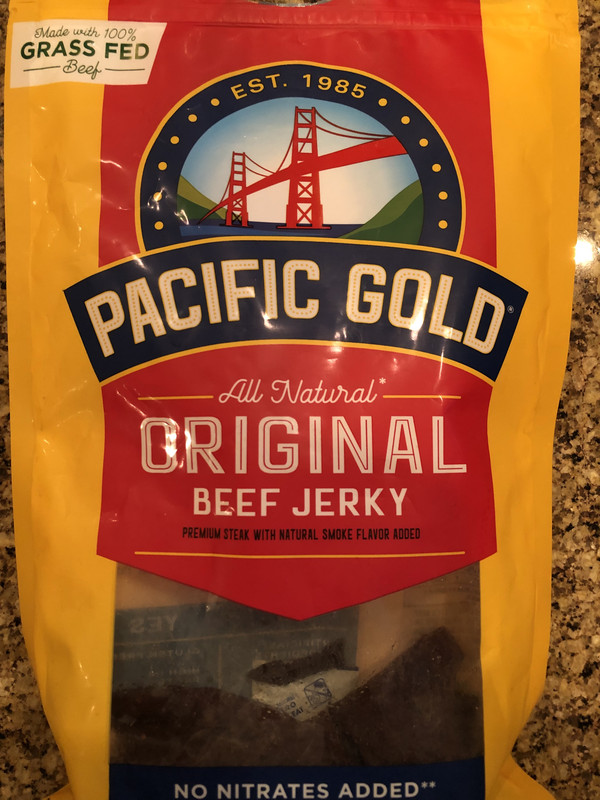 Made with 100%
GRASS FED
Beef
EST. 1985
PACIFIC GOLD®
All Natural*
ORIGINAL
BEEF JERKY
PREMIUM STEAK WITH NATURAL SMOKE FLAVOR ADDED
YES
NO NITRATES ADDED**